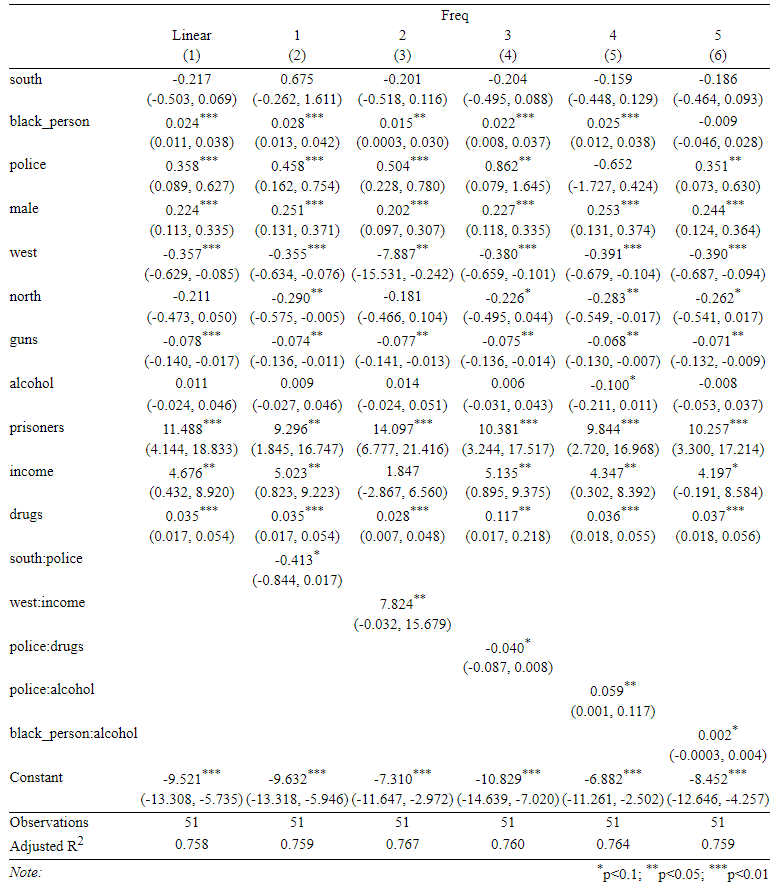 Freq
Linear 1 2 3 4 5
(1) (2) (3) (4) (5) (6)
south -0.217 0.675 -0.201 -0.204 -0.159 -0.186
(-0.503, 0.069) (-0.262, 1.611) (-0.518, 0.116) (-0.495, 0.088) (-0.448, 0.129) (-0.464, 0.093)
black_person 0.024*** 0.028*** 0.015** 0.022*** 0.025*** -0.009
(0.011, 0.038) (0.013, 0.042) (0.0003, 0.030) (0.008, 0.037) (0.012, 0.038) (-0.046, 0.028)
police 0.358*** 0.458*** 0.504*** 0.862** -0.652 0.351**
(0.089, 0.627) (0.162, 0.754) (0.228, 0.780) (0.079, 1.645) (-1.727, 0.424) (0.073, 0.630)
male 0.224*** 0.251*** 0.202*** 0.227*** 0.253*** 0.244***
(0.113, 0.335) (0.131, 0.371) (0.097, 0.307) (0.118, 0.335) (0.131, 0.374) (0.124, 0.364)
west -0.357*** -0.355*** -7.887** -0.380*** -0.391*** -0.390***
(-0.629, -0.085) (-0.634, -0.076) (-15.531, -0.242) (-0.659, -0.101) (-0.679, -0.104) (-0.687, -0.094)
north -0.211 -0.290** -0.181 -0.226* -0.283** -0.262*
(-0.473, 0.050) (-0.575, -0.005) (-0.466, 0.104) (-0.495, 0.044) (-0.549, -0.017) (-0.541, 0.017)
guns -0.078*** -0.074** -0.077** -0.075** -0.068** -0.071**
(-0.140, -0.017) (-0.136, -0.011) (-0.141, -0.013) (-0.136, -0.014) (-0.130, -0.007) (-0.132, -0.009)
alcohol 0.011 0.009 0.014 0.006 -0.100* -0.008
(-0.024, 0.046) (-0.027, 0.046) (-0.024, 0.051) (-0.031, 0.043) (-0.211, 0.011) (-0.053, 0.037)
prisoners 11.488*** 9.296** 14.097*** 10.381*** 9.844*** 10.257***
(4.144, 18.833) (1.845, 16.747) (6.777, 21.416) (3.244, 17.517) (2.720, 16.968) (3.300, 17.214)
income 4.676** 5.023** 1.847 5.135** 4.347** 4.197*
(0.432, 8.920) (0.823, 9.223) (-2.867, 6.560) (0.895, 9.375) (0.302, 8.392) (-0.191, 8.584)
drugs 0.035*** 0.035*** 0.028*** 0.117** 0.036*** 0.037***
(0.017, 0.054) (0.017, 0.054) (0.007, 0.048) (0.017, 0.218) (0.018, 0.055) (0.018, 0.056)
south:police -0.413*
(-0.844, 0.017)
west:income 7.824**
(-0.032, 15.679)
police:drugs -0.040*
(-0.087, 0.008)
police:alcohol 0.059**
(0.001, 0.117)
black_person:alcohol 0.002*
(-0.0003, 0.004)
Constant -9.521*** -9.632*** -7.310*** -10.829*** -6.882*** -8.452***
(-13.308, -5.735) (-13.318, -5.946) (-11.647, -2.972) (-14.639, -7.020) (-11.261, -2.502) (-12.646, -4.257)
Observations 51 51 51 51 51 51
Adjusted R2 0.758 0.759 0.767 0.760 0.764 0.759
Note: *p<0.1; **p<0.05; ***p<0.01